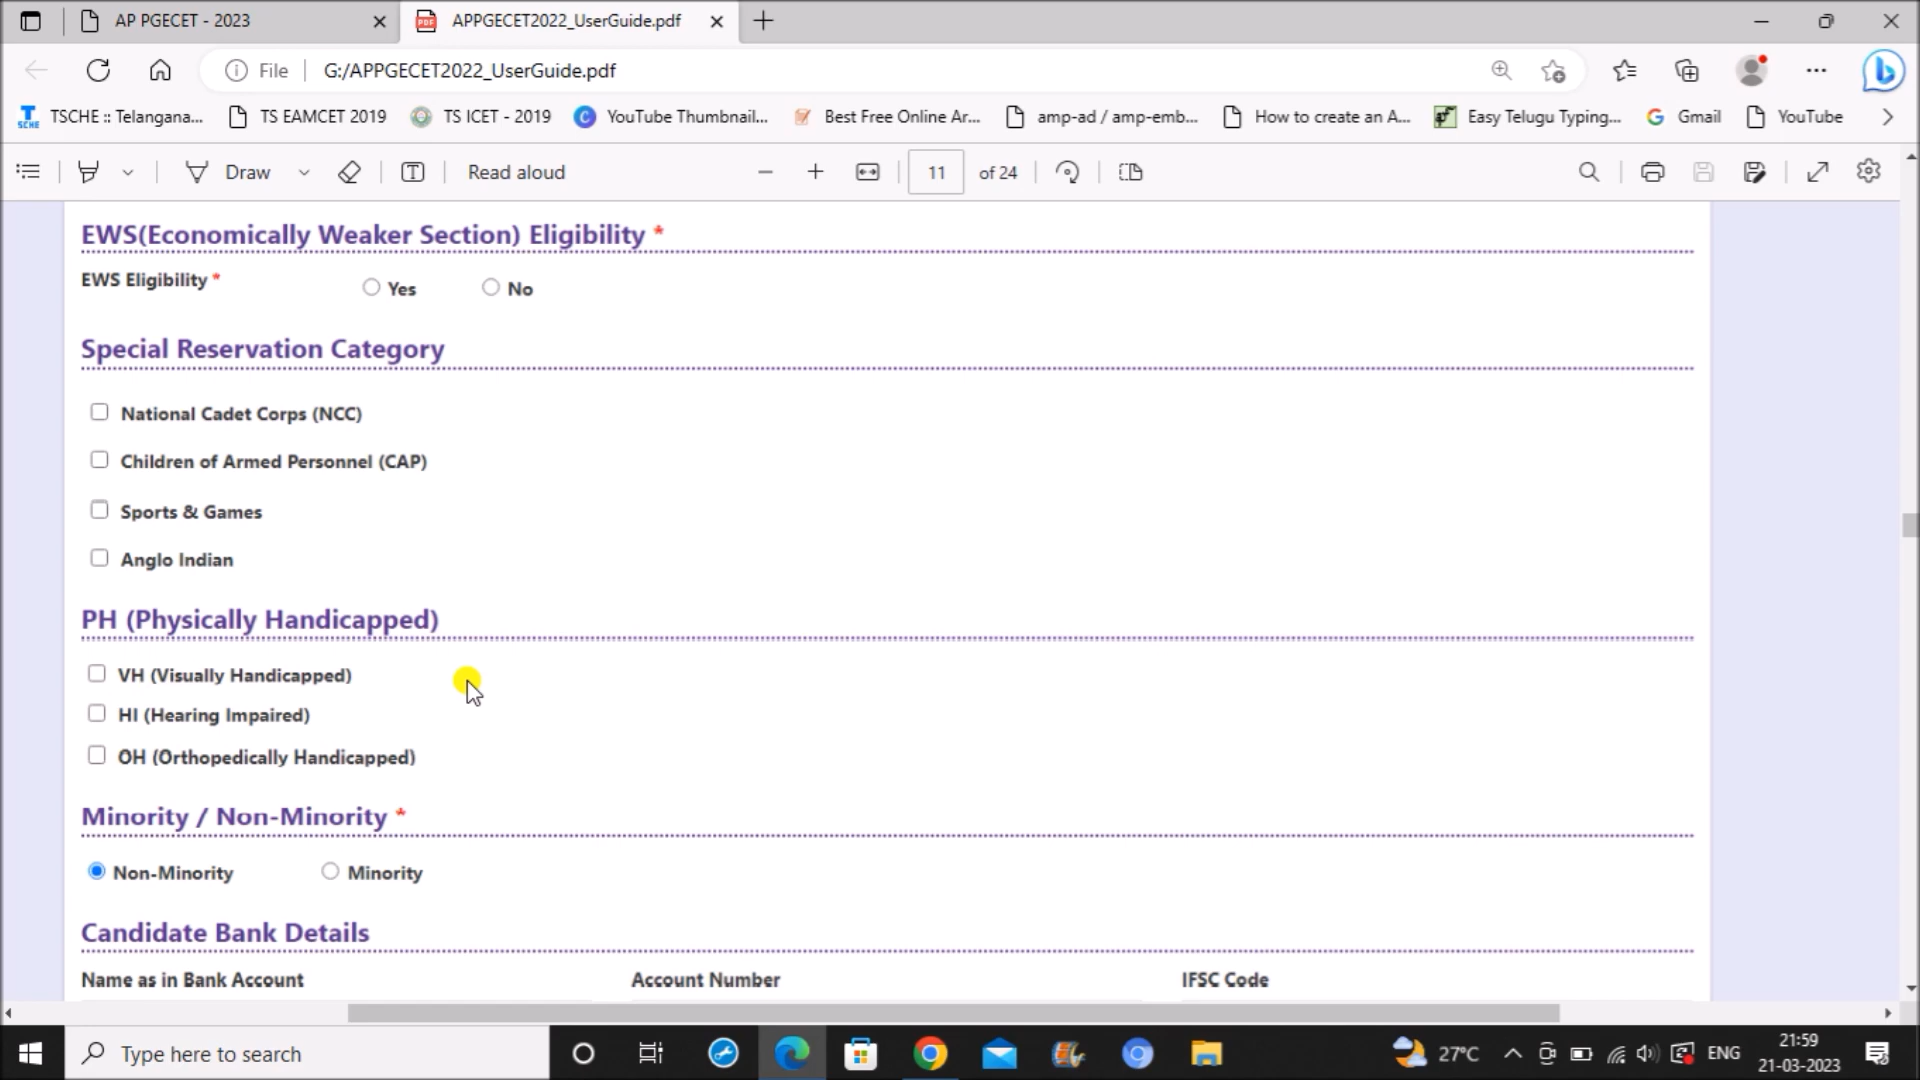 AP PGECET - 2023
APPGECET2022_UserGuide.pdf
File G:/APPGECET2022_UserGuide.pdf
TSCHE :: Telangana... TS EAMCET 2019 TS ICET - 2019 YouTube Thumbnail... Best Free Online Ar... amp-ad / amp-emb... How to create an A... Easy Telugu Typing... Gmail YouTube
Draw Read aloud 11 of 24
EWS(Economically Weaker Section) Eligibility *
EWS Eligibility * Yes No
Special Reservation Category
National Cadet Corps (NCC)
Children of Armed Personnel (CAP)
Sports & Games
Anglo Indian
PH (Physically Handicapped)
VH (Visually Handicapped)
HI (Hearing Impaired)
OH (Orthopedically Handicapped)
Minority / Non-Minority *
Non-Minority Minority
Candidate Bank Details
Name as in Bank Account Account Number IFSC Code
Type here to search 27°C ENG 21:59
21-03-2023